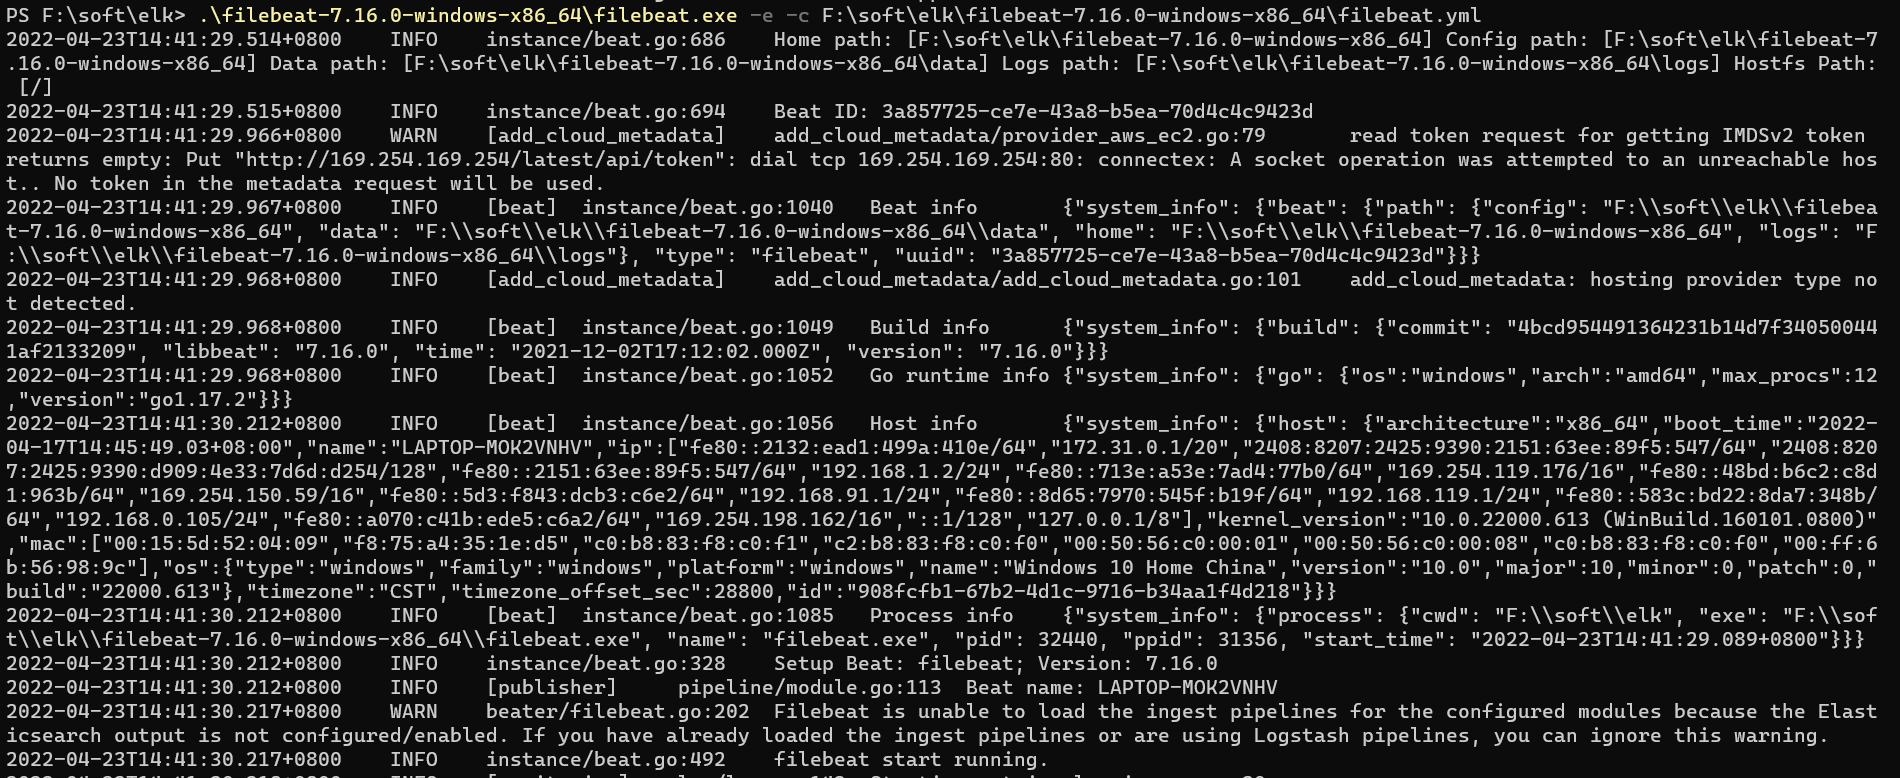 PS F:\soft\elk> .\filebeat-7.16.0-windows-x86_64\filebeat.exe -e -c F:\soft\elk\filebeat-7.16.0-windows-x86_64\filebeat.yml
2022-04-23T14:41:29.514+0800    INFO    instance/beat.go:686    Home path: [F:\soft\elk\filebeat-7.16.0-windows-x86_64] Config path: [F:\soft\elk\filebeat-7
.16.0-windows-x86_64] Data path: [F:\soft\elk\filebeat-7.16.0-windows-x86_64\data] Logs path: [F:\soft\elk\filebeat-7.16.0-windows-x86_64\logs] Hostfs Path:
 [/]
2022-04-23T14:41:29.515+0800    INFO    instance/beat.go:694    Beat ID: 3a857725-ce7e-43a8-b5ea-70d4c4c9423d
2022-04-23T14:41:29.966+0800    WARN    [add_cloud_metadata]    add_cloud_metadata/provider_aws_ec2.go:79       read token request for getting IMDSv2 token
returns empty: Put "http://169.254.169.254/latest/api/token": dial tcp 169.254.169.254:80: connectex: A socket operation was attempted to an unreachable hos
t.. No token in the metadata request will be used.
2022-04-23T14:41:29.967+0800    INFO    [beat]  instance/beat.go:1040   Beat info       {"system_info": {"beat": {"path": {"config": "F:\\soft\\elk\\filebea
t-7.16.0-windows-x86_64", "data": "F:\\soft\\elk\\filebeat-7.16.0-windows-x86_64\\data", "home": "F:\\soft\\elk\\filebeat-7.16.0-windows-x86_64", "logs": "F
:\\soft\\elk\\filebeat-7.16.0-windows-x86_64\\logs"}, "type": "filebeat", "uuid": "3a857725-ce7e-43a8-b5ea-70d4c4c9423d"}}}
2022-04-23T14:41:29.968+0800    INFO    [add_cloud_metadata]    add_cloud_metadata/add_cloud_metadata.go:101    add_cloud_metadata: hosting provider type no
t detected.
2022-04-23T14:41:29.968+0800    INFO    [beat]  instance/beat.go:1049   Build info      {"system_info": {"build": {"commit": "4bcd954491364231b14d7f34050044
1af2133209", "libbeat": "7.16.0", "time": "2021-12-02T17:12:02.000Z", "version": "7.16.0"}}}
2022-04-23T14:41:29.968+0800    INFO    [beat]  instance/beat.go:1052   Go runtime info {"system_info": {"go": {"os":"windows","arch":"amd64","max_procs":12
,"version":"go1.17.2"}}}
2022-04-23T14:41:30.212+0800    INFO    [beat]  instance/beat.go:1056   Host info       {"system_info": {"host": {"architecture":"x86_64","boot_time":"2022-
04-17T14:45:49.03+08:00","name":"LAPTOP-MOK2VNHV","ip":["fe80::2132:ead1:499a:410e/64","172.31.0.1/20","2408:8207:2425:9390:2151:63ee:89f5:547/64","2408:820
7:2425:9390:d909:4e33:7d6d:d254/128","fe80::2151:63ee:89f5:547/64","192.168.1.2/24","fe80::713e:a53e:7ad4:77b0/64","169.254.119.176/16","fe80::48bd:b6c2:c8d
1:963b/64","169.254.150.59/16","fe80::5d3:f843:dcb3:c6e2/64","192.168.91.1/24","fe80::8d65:7970:545f:b19f/64","192.168.119.1/24","fe80::583c:bd22:8da7:348b/
64","192.168.0.105/24","fe80::a070:c41b:ede5:c6a2/64","169.254.198.162/16","::1/128","127.0.0.1/8"],"kernel_version":"10.0.22000.613 (WinBuild.160101.0800)"
,"mac":["00:15:5d:52:04:09","f8:75:a4:35:1e:d5","c0:b8:83:f8:c0:f1","c2:b8:83:f8:c0:f0","00:50:56:c0:00:01","00:50:56:c0:00:08","c0:b8:83:f8:c0:f0","00:ff:6
b:56:98:9c"],"os":{"type":"windows","family":"windows","platform":"windows","name":"Windows 10 Home China","version":"10.0","major":10,"minor":0,"patch":0,"
build":"22000.613"},"timezone":"CST","timezone_offset_sec":28800,"id":"908fcfb1-67b2-4d1c-9716-b34aa1f4d218"}}}
2022-04-23T14:41:30.212+0800    INFO    [beat]  instance/beat.go:1085   Process info    {"system_info": {"process": {"cwd": "F:\\soft\\elk", "exe": "F:\\sof
t\\elk\\filebeat-7.16.0-windows-x86_64\\filebeat.exe", "name": "filebeat.exe", "pid": 32440, "ppid": 31356, "start_time": "2022-04-23T14:41:29.089+0800"}}}
2022-04-23T14:41:30.212+0800    INFO    instance/beat.go:328    Setup Beat: filebeat; Version: 7.16.0
2022-04-23T14:41:30.212+0800    INFO    [publisher]     pipeline/module.go:113  Beat name: LAPTOP-MOK2VNHV
2022-04-23T14:41:30.217+0800    WARN    beater/filebeat.go:202  Filebeat is unable to load the ingest pipelines for the configured modules because the Elast
icsearch output is not configured/enabled. If you have already loaded the ingest pipelines or are using Logstash pipelines, you can ignore this warning.
2022-04-23T14:41:30.217+0800    INFO    instance/beat.go:492    filebeat start running.